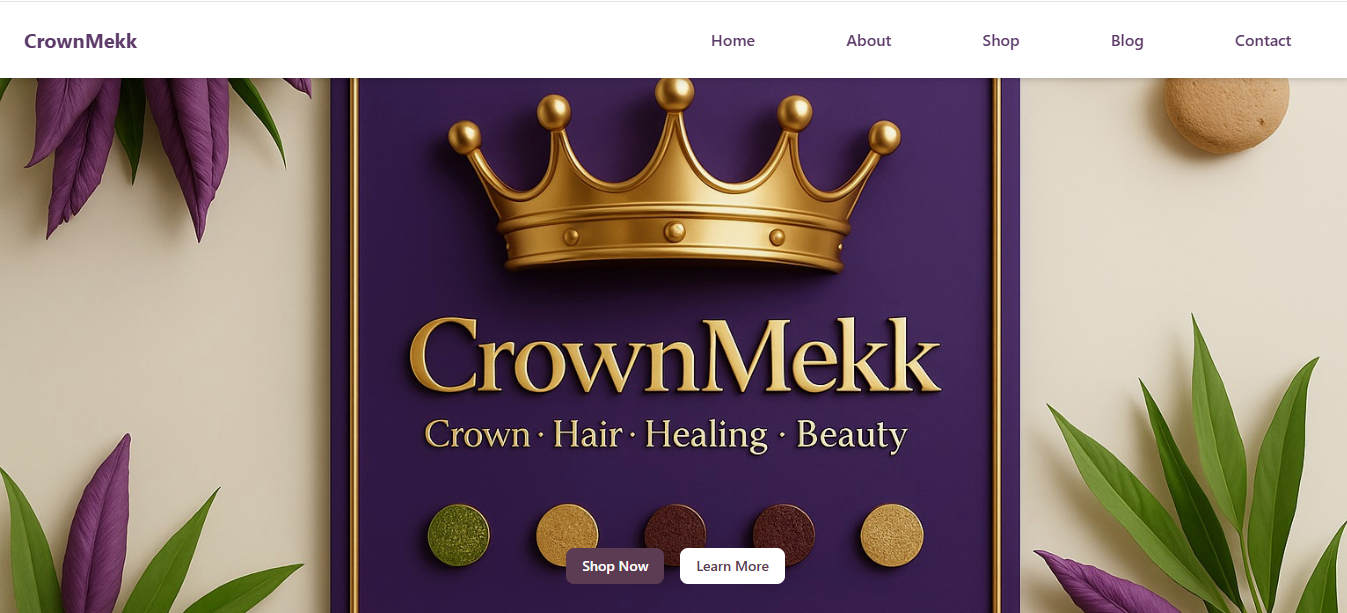 CrownMekk
Home About Shop Blog Contact
CrownMekk
Crown · Hair · Healing · Beauty
Shop Now Learn More